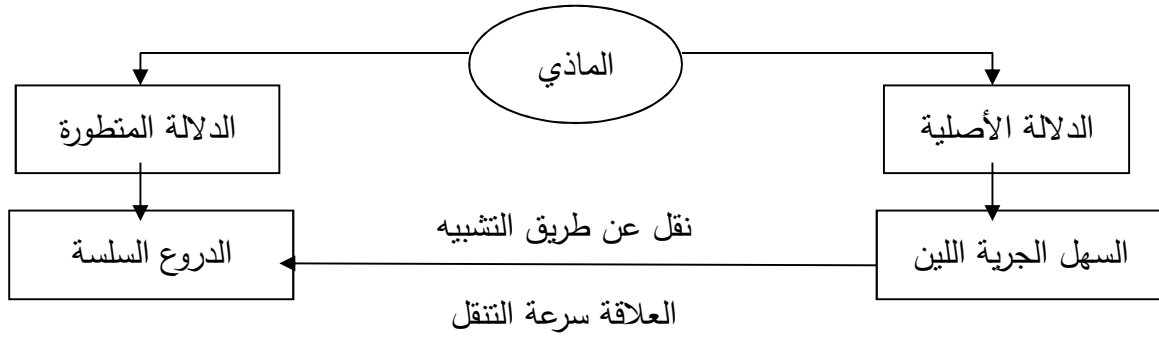 الماذي
الدلالة الأصلية
الدلالة المتطورة
السهل الجرية اللين
نقل عن طريق التشبيه
الدروع السلسة
العلاقة سرعة التنقل